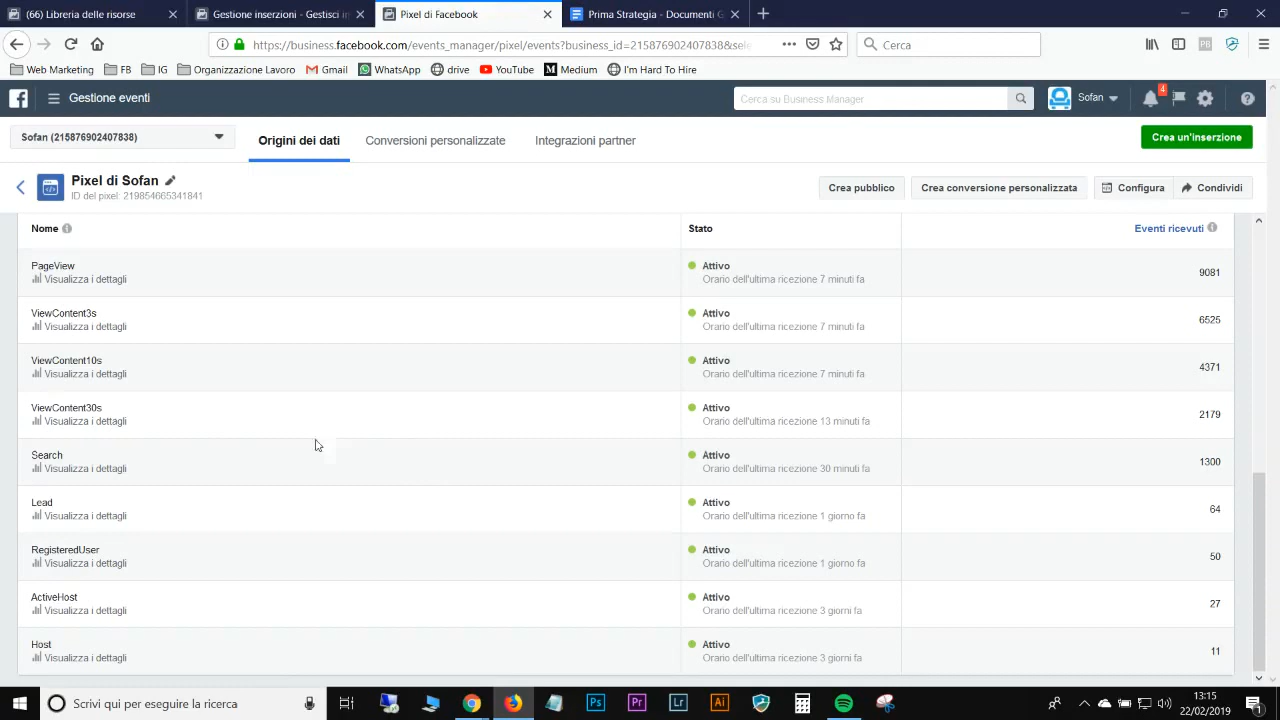 (66) Libreria delle risorse
Gestione inserzioni - Gestisci in
Pixel di Facebook
Prima Strategia - Documenti G
https://business.facebook.com/events_manager/pixel/events?business_id=215876902407838&sele
Cerca
Web Marketing
FB
IG
Organizzazione Lavoro
Gmail
WhatsApp
drive
YouTube
Medium
I'm Hard To Hire
Gestione eventi
Cerca su Business Manager
Sofan
4
Sofan (215876902407838)
Origini dei dati
Conversioni personalizzate
Integrazioni partner
Crea un'inserzione
Pixel di Sofan
ID del pixel: 219854665341841
Crea pubblico
Crea conversione personalizzata
Configura
Condividi
Nome
Stato
Eventi ricevuti
PageView
Visualizza i dettagli
Attivo
Orario dell'ultima ricezione 7 minuti fa
9081
ViewContent3s
Visualizza i dettagli
Attivo
Orario dell'ultima ricezione 7 minuti fa
6525
ViewContent10s
Visualizza i dettagli
Attivo
Orario dell'ultima ricezione 7 minuti fa
4371
ViewContent30s
Visualizza i dettagli
Attivo
Orario dell'ultima ricezione 13 minuti fa
2179
Search
Visualizza i dettagli
Attivo
Orario dell'ultima ricezione 30 minuti fa
1300
Lead
Visualizza i dettagli
Attivo
Orario dell'ultima ricezione 1 giorno fa
64
RegisteredUser
Visualizza i dettagli
Attivo
Orario dell'ultima ricezione 1 giorno fa
50
ActiveHost
Visualizza i dettagli
Attivo
Orario dell'ultima ricezione 3 giorni fa
27
Host
Visualizza i dettagli
Attivo
Orario dell'ultima ricezione 3 giorni fa
11
Scrivi qui per eseguire la ricerca
Ps
Pr
Lr
Ai
13:15
22/02/2019
1